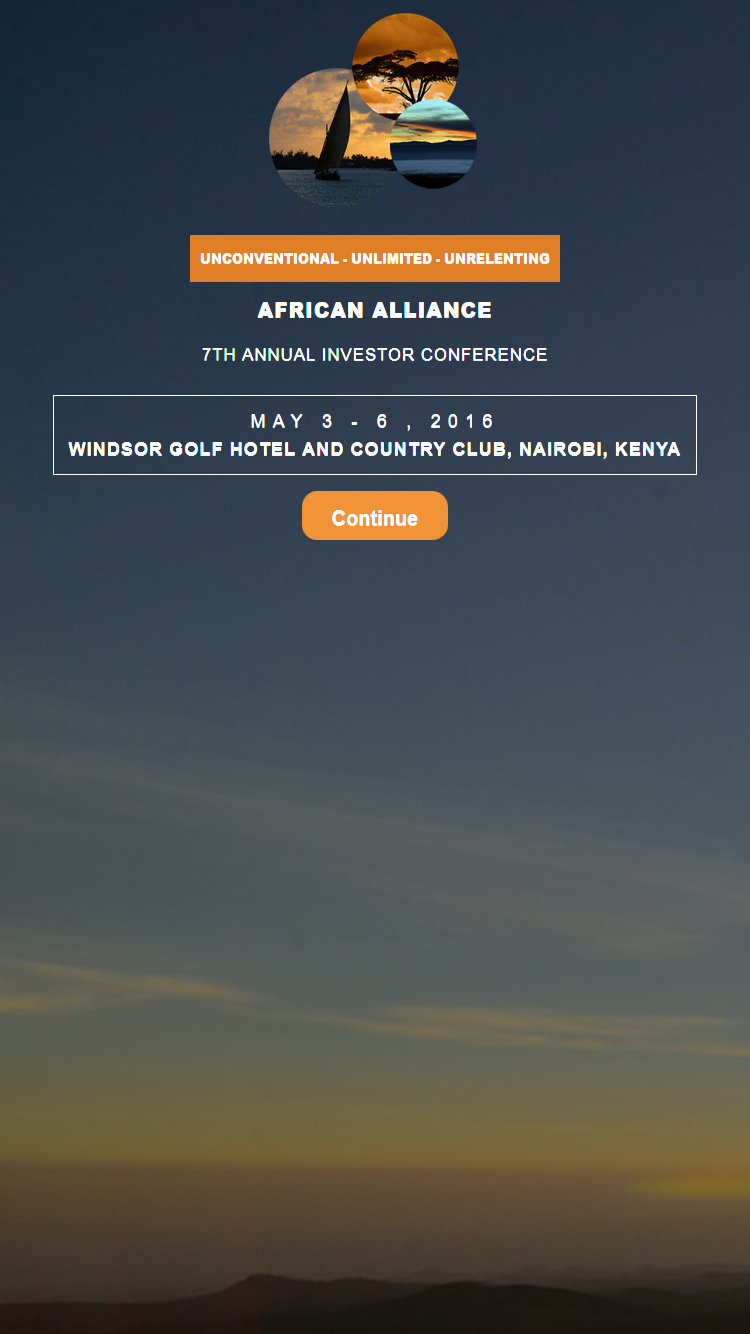 UNCONVENTIONAL - UNLIMITED - UNRELENTING
AFRICAN ALLIANCE
7TH ANNUAL INVESTOR CONFERENCE
MAY 3 - 6 , 2016
WINDSOR GOLF HOTEL AND COUNTRY CLUB, NAIROBI, KENYA
Continue